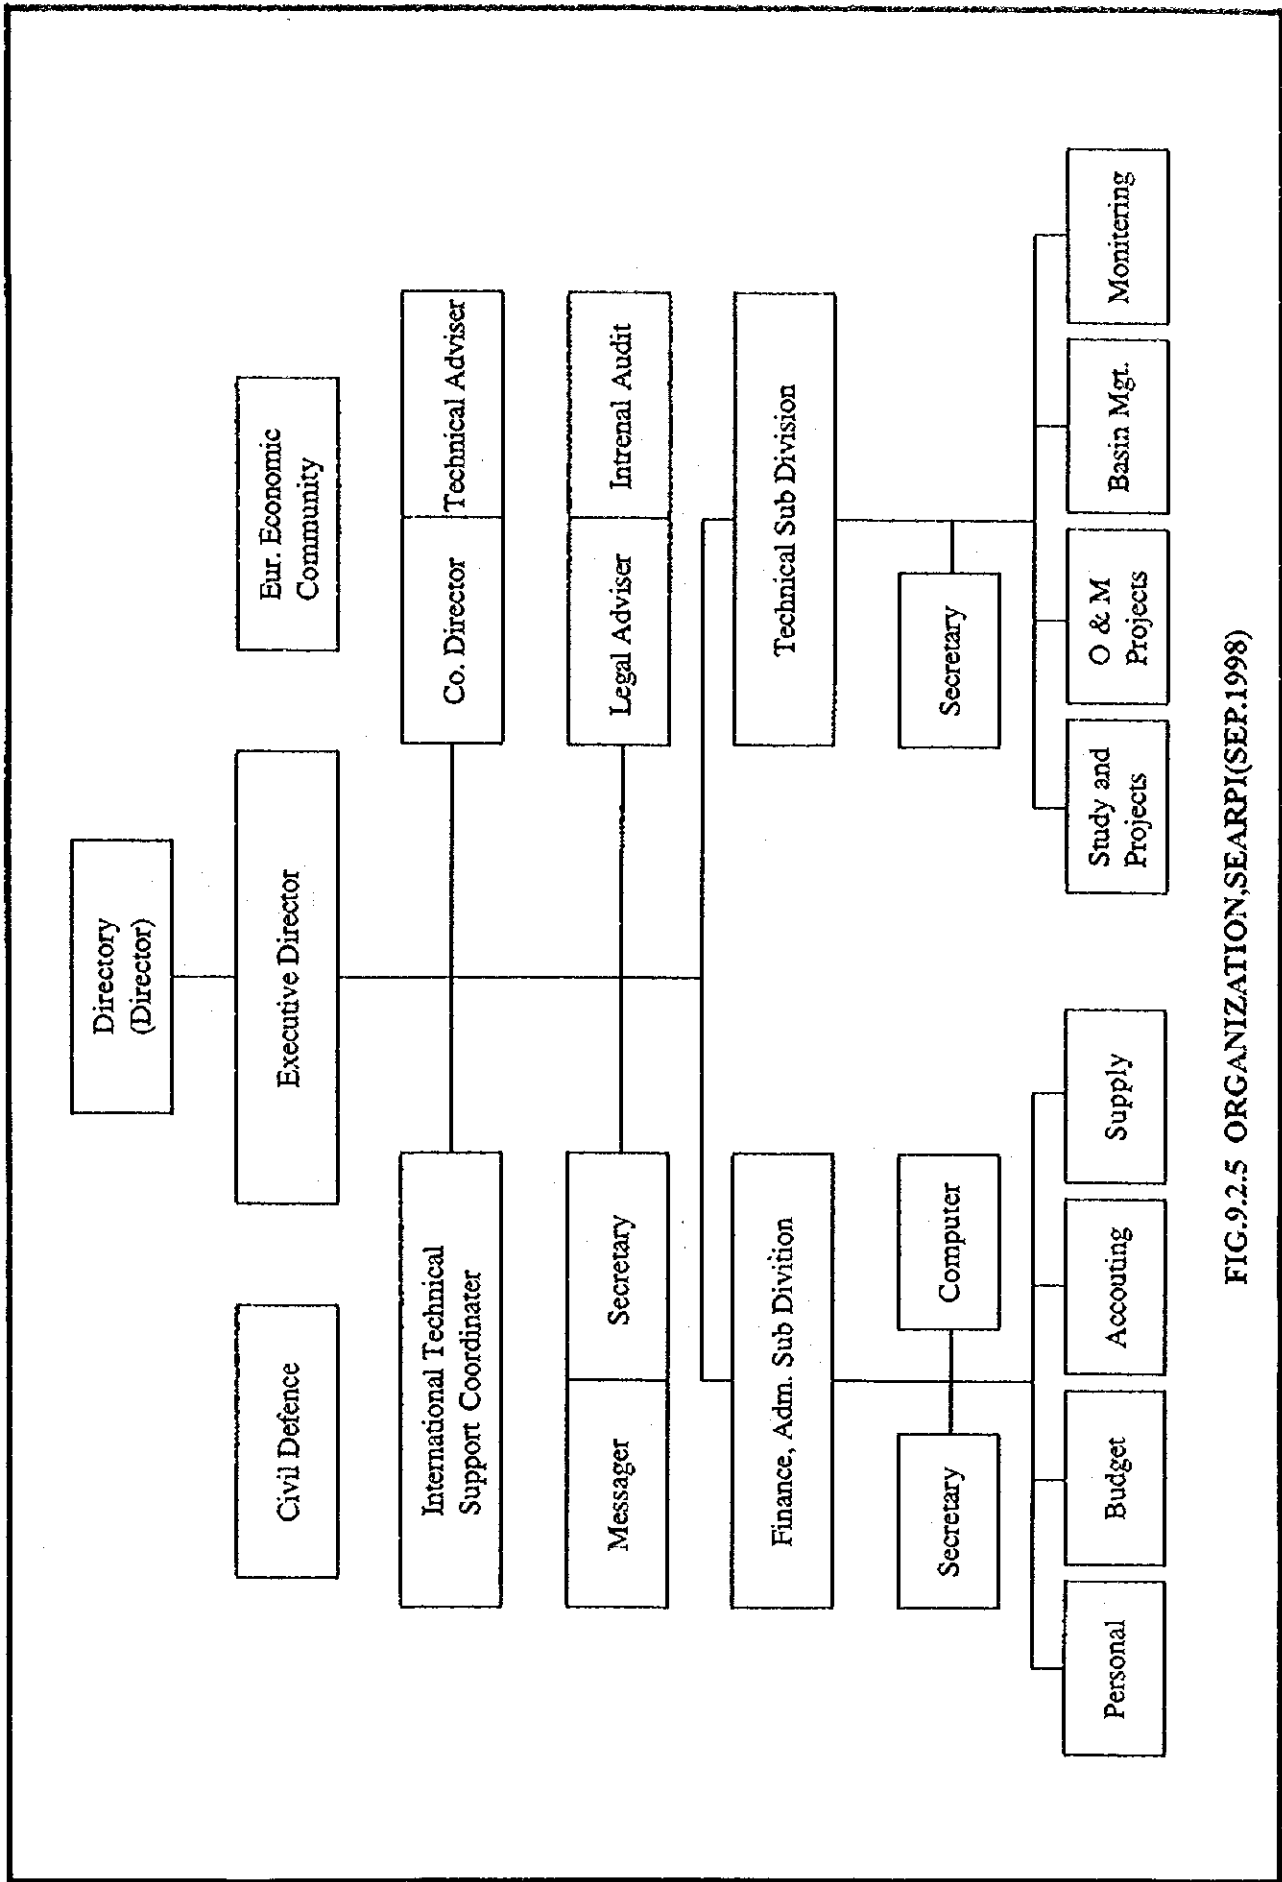 Directory
(Director)
Civil Defence
Executive Director
Eur. Economic
Community
International Technical
Support Coordinater
Co. Director
Technical Adviser
Messager
Secretary
Legal Adviser
Intrenal Audit
Finance, Adm. Sub Divition
Technical Sub Division
Secretary
Computer
Secretary
Personal
Budget
Accouting
Supply
Study and
Projects
O & M
Projects
Basin Mgt.
Monitering
FIG.9.2.5 ORGANIZATION,SEARPI(SEP.1998)